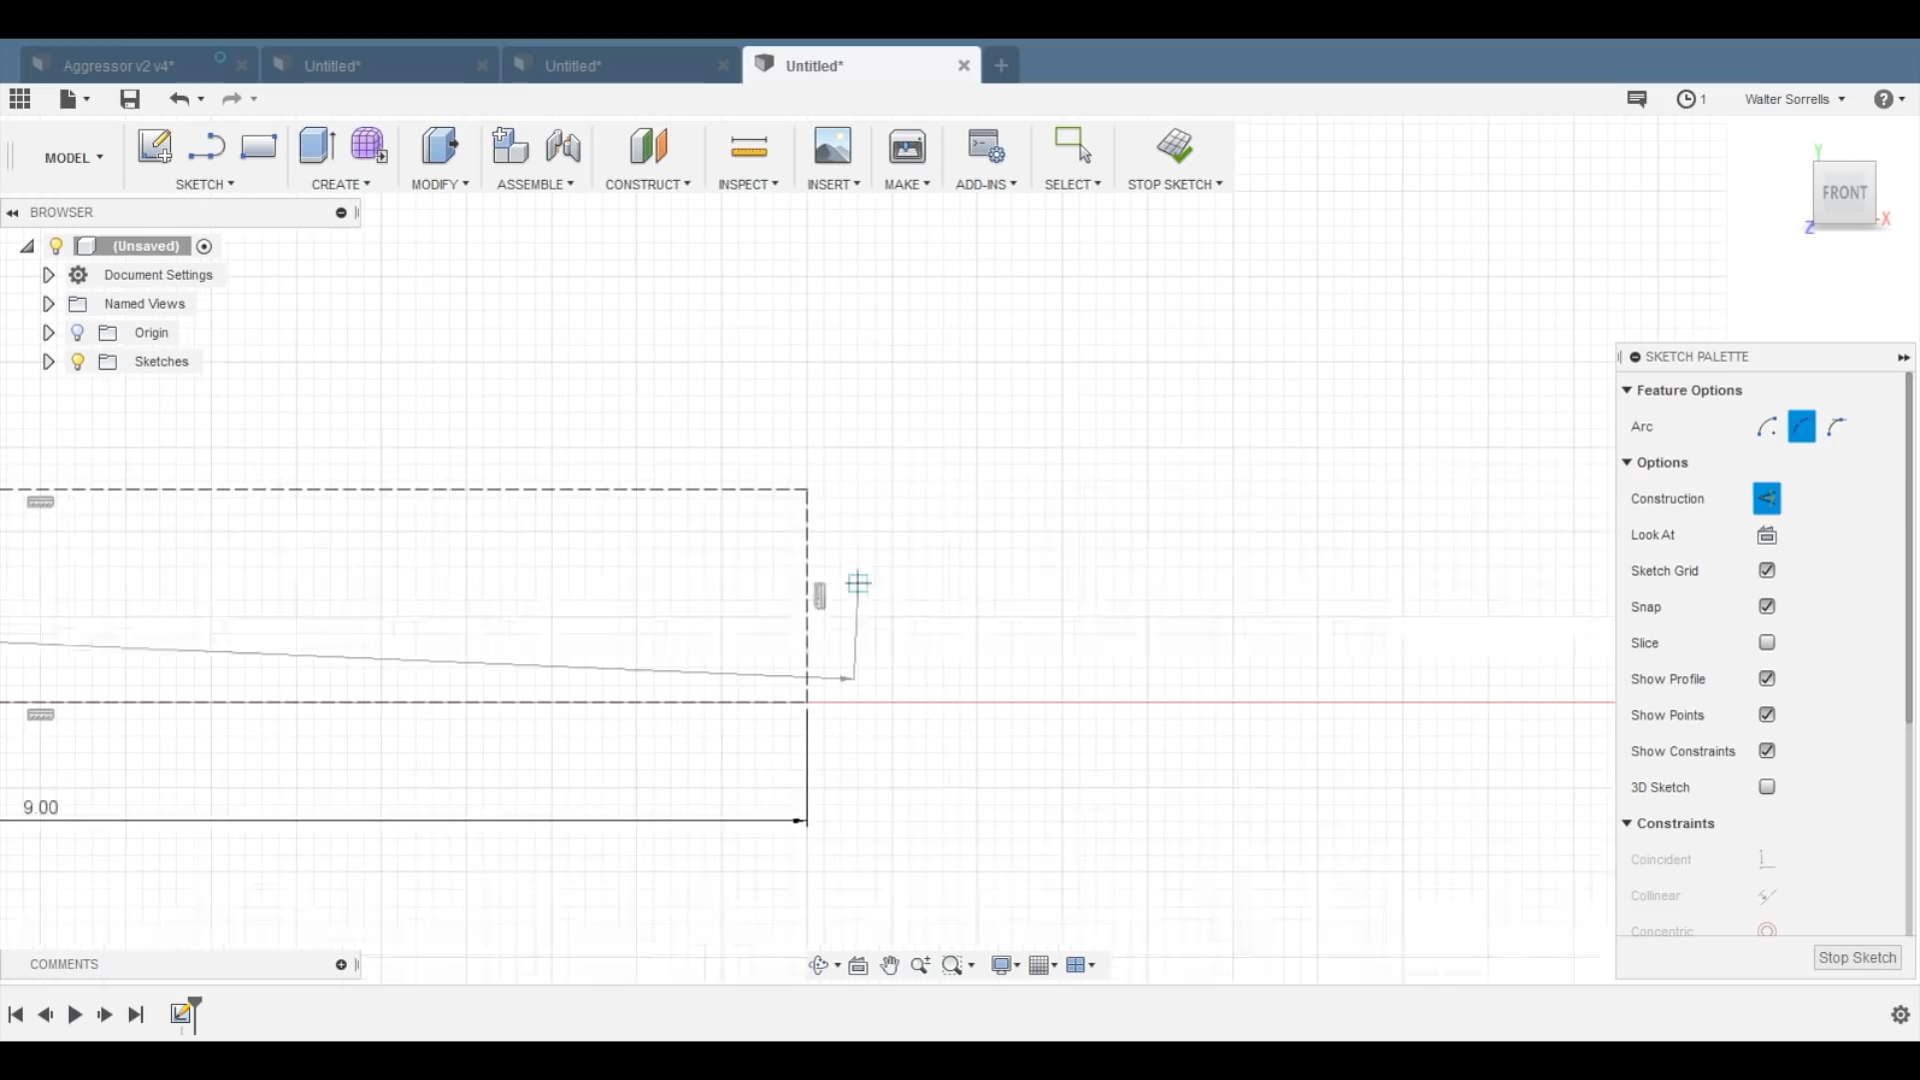 Aggressor v2 v4*
Untitled*
Untitled*
Untitled*
1
Walter Sorrells
MODEL
SKETCH
CREATE
MODIFY
ASSEMBLE
CONSTRUCT
INSPECT
INSERT
MAKE
ADD-INS
SELECT
STOP SKETCH
Y
FRONT
Z
X
BROWSER
(Unsaved)
Document Settings
Named Views
Origin
Sketches
SKETCH PALETTE
Feature Options
Arc
Options
Construction
Look At
Sketch Grid
Snap
Slice
Show Profile
Show Points
Show Constraints
3D Sketch
Constraints
Coincident
Collinear
Concentric
Stop Sketch
9.00
COMMENTS